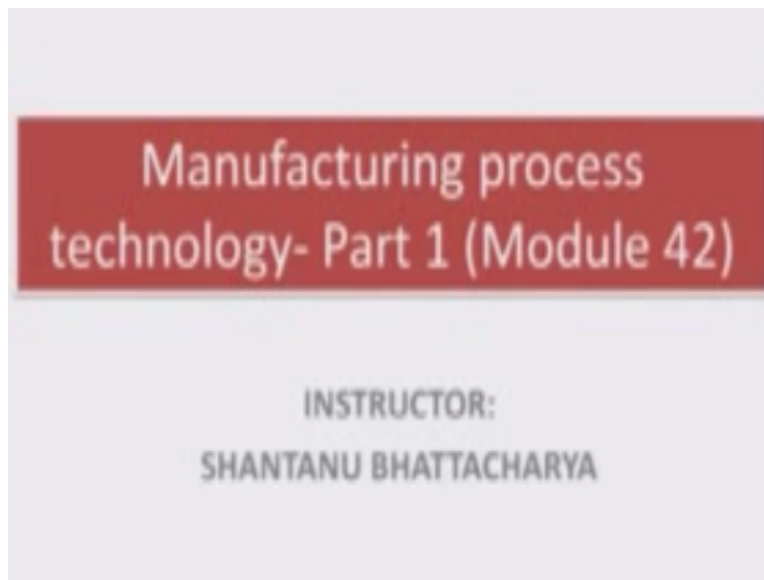 Manufacturing process
technology- Part 1 (Module 42)
INSTRUCTOR:
SHANTANU BHATTACHARYA